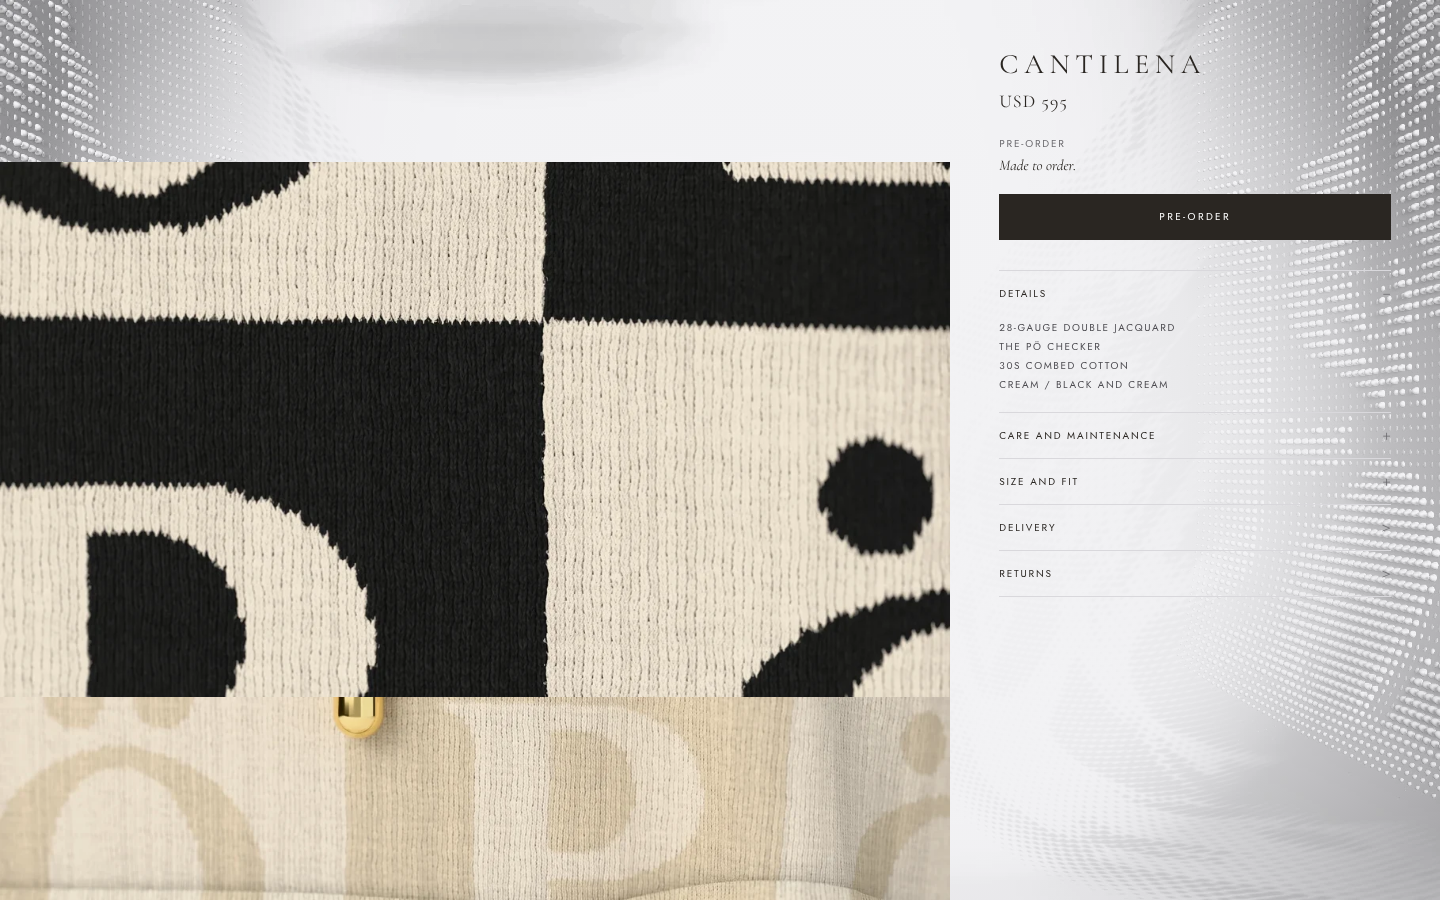 CANTILENA
USD 595
PRE-ORDER
Made to order.
PRE-ORDER
DETAILS
28-GAUGE DOUBLE JACQUARD
THE PÖ CHECKER
30S COMBED COTTON
CREAM / BLACK AND CREAM
CARE AND MAINTENANCE +
SIZE AND FIT +
DELIVERY >
RETURNS >
P
ö P